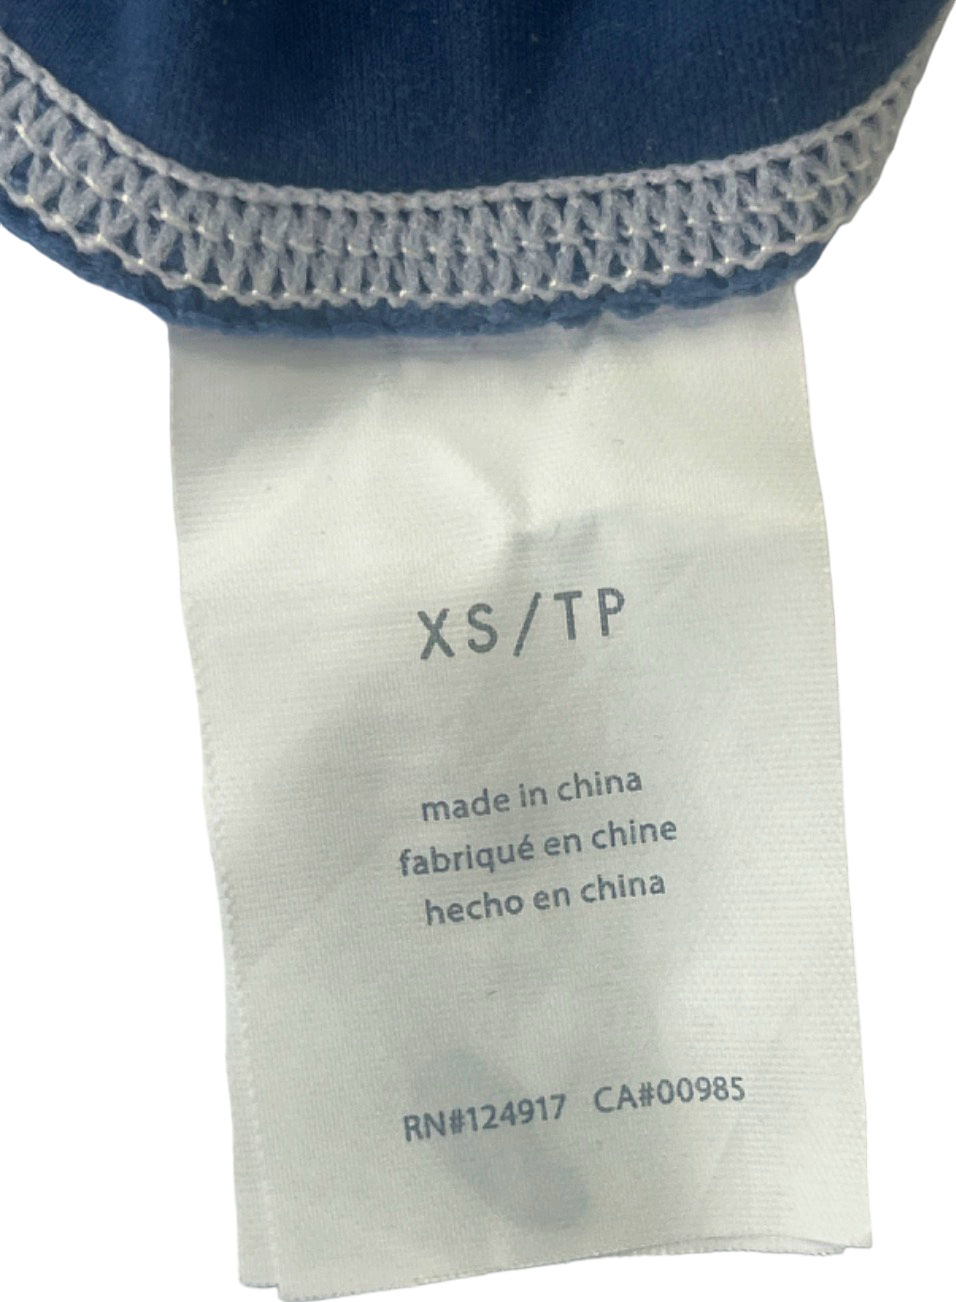 XS/TP
made in china
fabriqué en chine
hecho en china
RN#124917 CA#00985